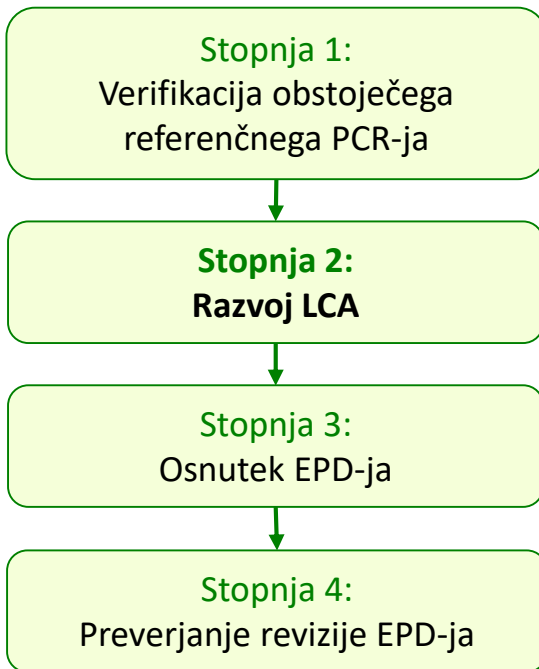 Stopnja 1:
Verifikacija obstoječega
referenčnega PCR-ja
Stopnja 2:
Razvoj LCA
Stopnja 3:
Osnutek EPD-ja
Stopnja 4:
Preverjanje revizije EPD-ja